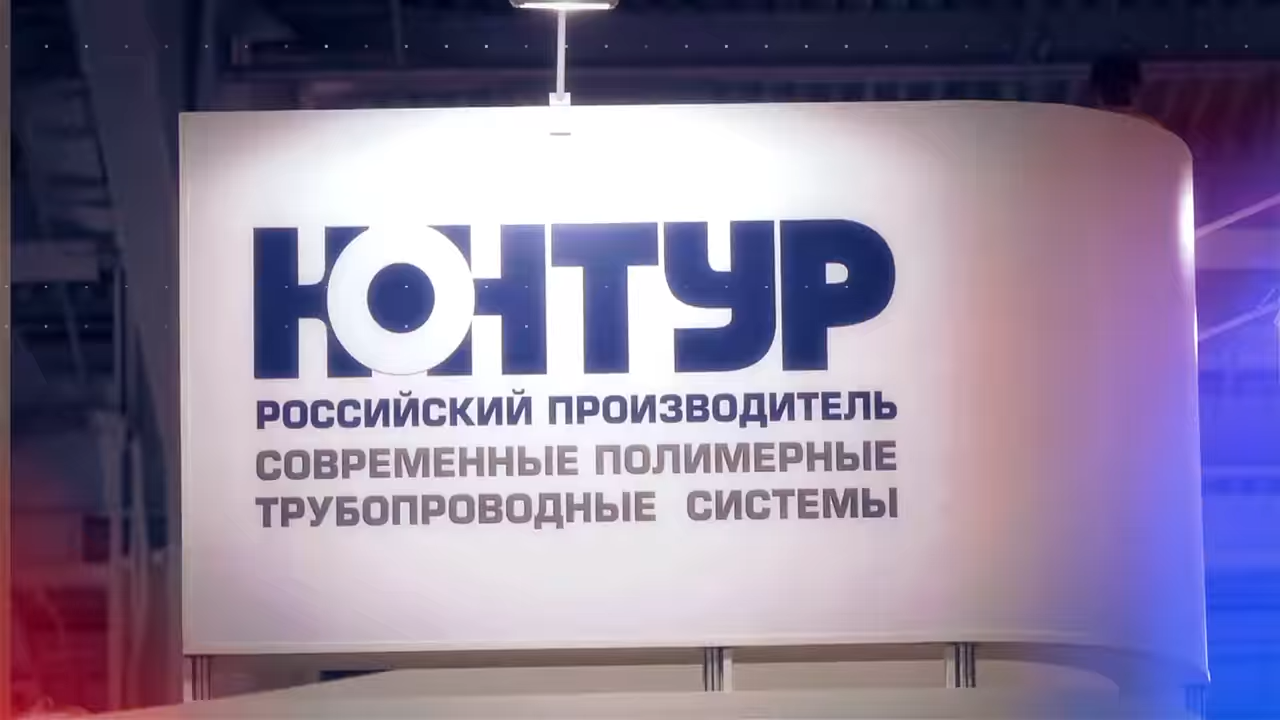 КОНТУР
РОССИЙСКИЙ ПРОИЗВОДИТЕЛЬ
СОВРЕМЕННЫЕ ПОЛИМЕРНЫЕ
ТРУБОПРОВОДНЫЕ СИСТЕМЫ